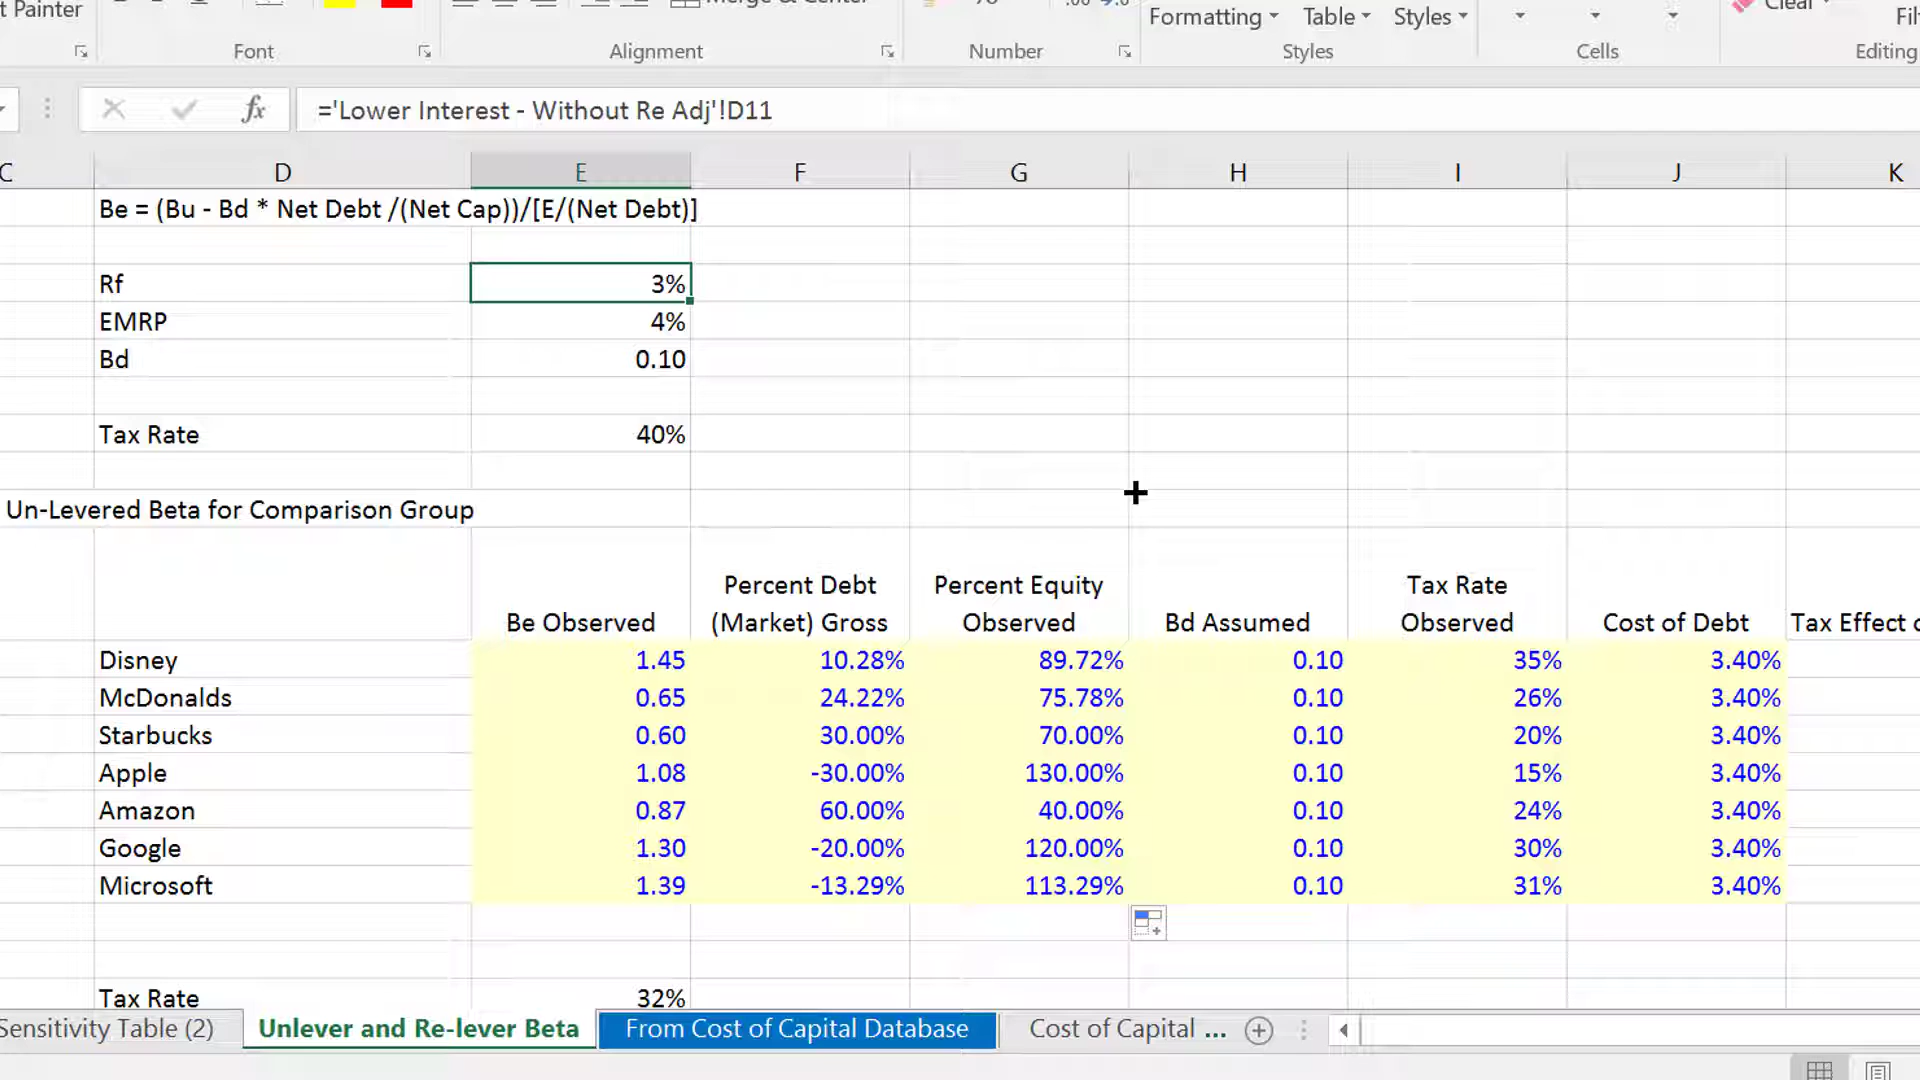 t Painter
Merge & Center
Formatting Table Styles
Clear
Fil
Font Alignment Number Styles Cells Editing
fx ='Lower Interest - Without Re Adj'!D11
C D E F G H I J K
Be = (Bu - Bd * Net Debt /(Net Cap))/[E/(Net Debt)]
Rf 3%
EMRP 4%
Bd 0.10
Tax Rate 40%
Un-Levered Beta for Comparison Group
Percent Debt Percent Equity Tax Rate
Be Observed (Market) Gross Observed Bd Assumed Observed Cost of Debt Tax Effect o
Disney 1.45 10.28% 89.72% 0.10 35% 3.40%
McDonalds 0.65 24.22% 75.78% 0.10 26% 3.40%
Starbucks 0.60 30.00% 70.00% 0.10 20% 3.40%
Apple 1.08 -30.00% 130.00% 0.10 15% 3.40%
Amazon 0.87 60.00% 40.00% 0.10 24% 3.40%
Google 1.30 -20.00% 120.00% 0.10 30% 3.40%
Microsoft 1.39 -13.29% 113.29% 0.10 31% 3.40%
Tax Rate 32%
Sensitivity Table (2) Unlever and Re-lever Beta From Cost of Capital Database Cost of Capital ...